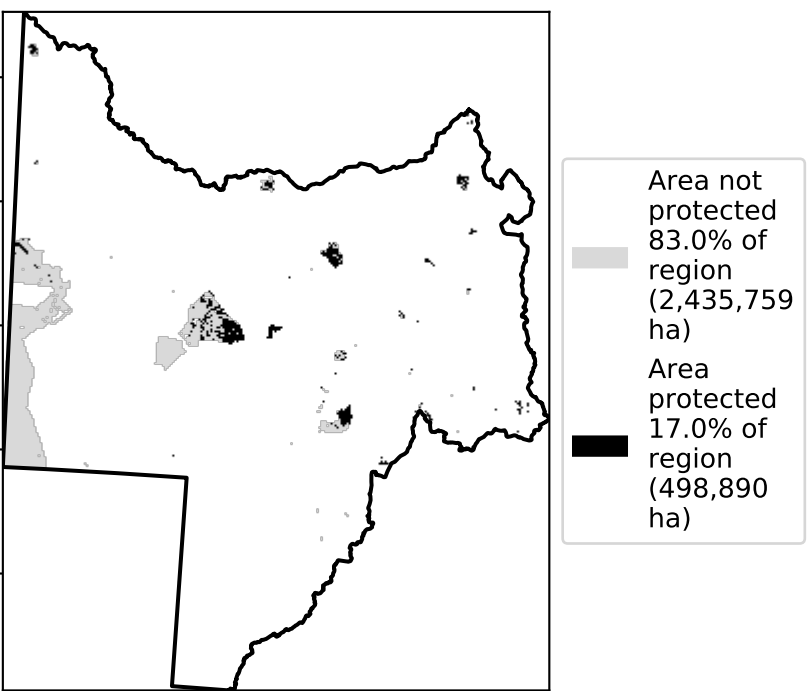 Area not
protected
83.0% of
region
(2,435,759
ha)
Area
protected
17.0% of
region
(498,890
ha)